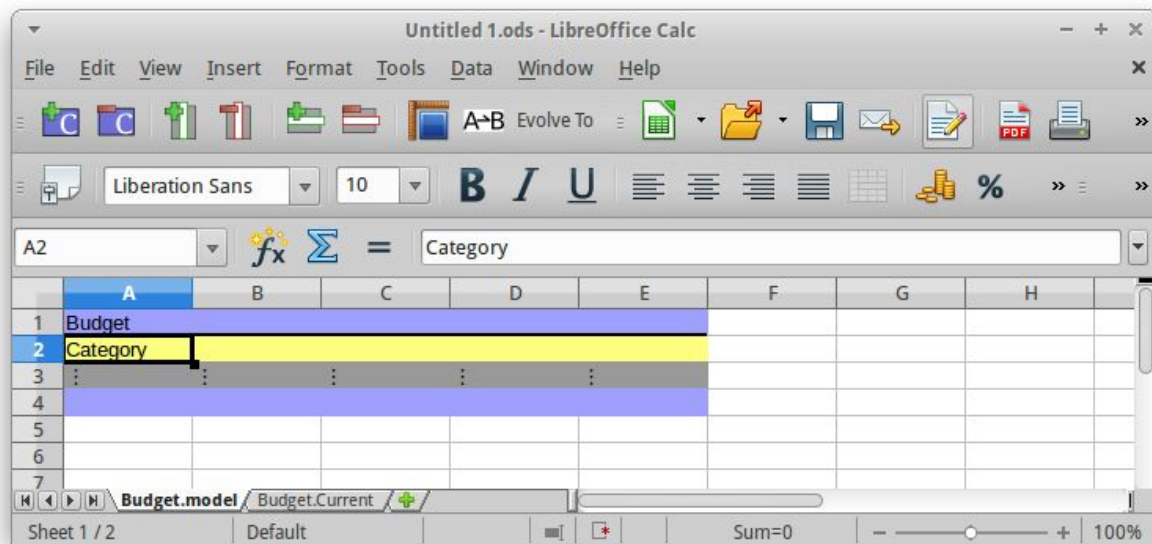 Untitled 1.ods - LibreOffice Calc
File Edit View Insert Format Tools Data Window Help
C C A→B Evolve To PDF »
Liberation Sans 10 B I U % » »
A2 fx Σ = Category
A B C D E F G H
1 Budget
2 Category
3 ⋮ ⋮ ⋮ ⋮ ⋮
4
5
6
7
Budget.model Budget.Current
Sheet 1 / 2 Default Sum=0 100%